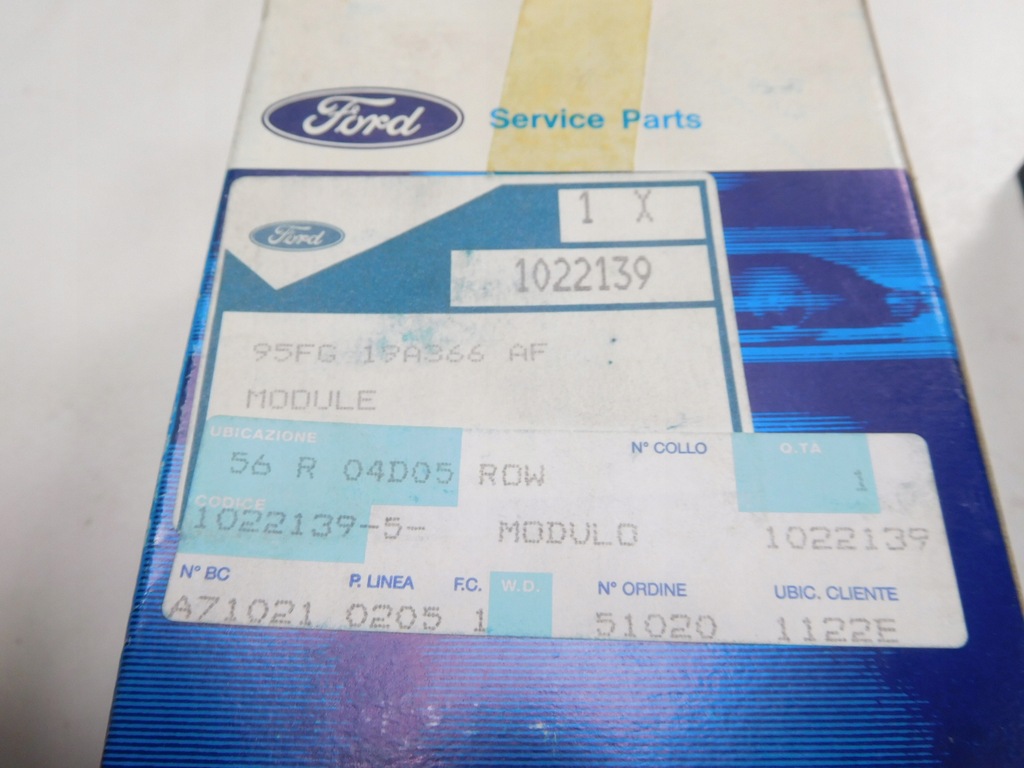 Ford Service Parts
Ford
1 X
1022139
95FG 19A366 AF
MODULE
UBICAZIONE N° COLLO Q.TA
56 R 04D05 ROW 1
CODICE
1022139-5- MODULO 1022139
N° BC P. LINEA F.C. W.D. N° ORDINE UBIC. CLIENTE
A71021 0205 1 51020 1122E